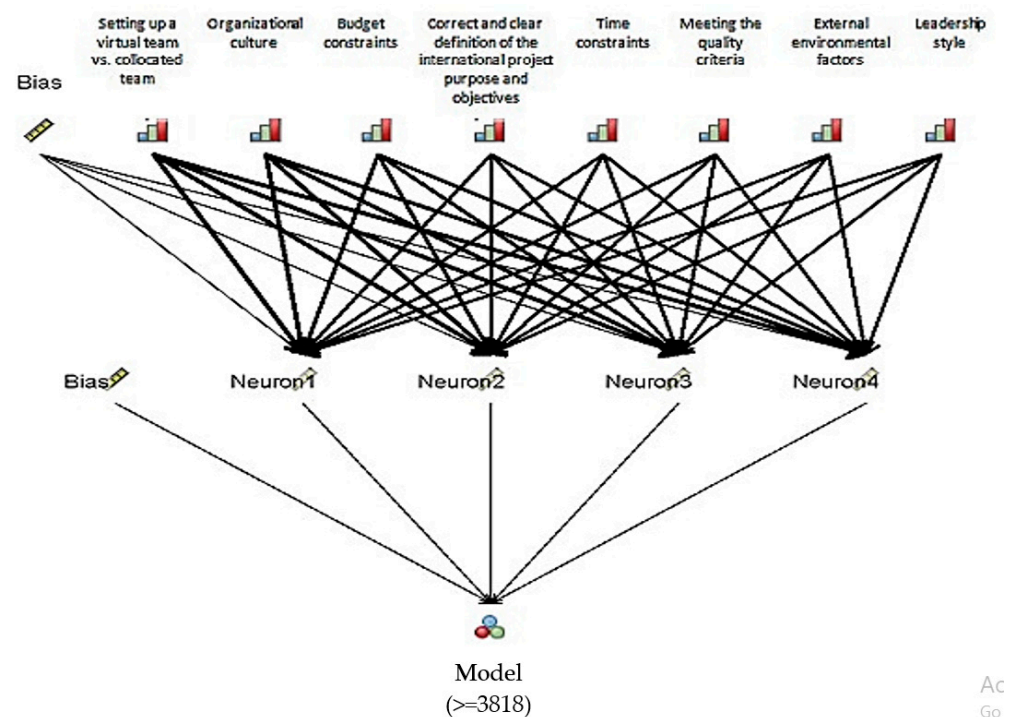 Setting up a
virtual team
vs. collocated
team
Organizational
culture
Budget
constraints
Correct and clear
definition of the
international project
purpose and
objectives
Time
constraints
Meeting the
quality
criteria
External
environmental
factors
Leadership
style
Bias
Bias
Neuron1
Neuron2
Neuron3
Neuron4
Model
(>=3818)
Ac
Go